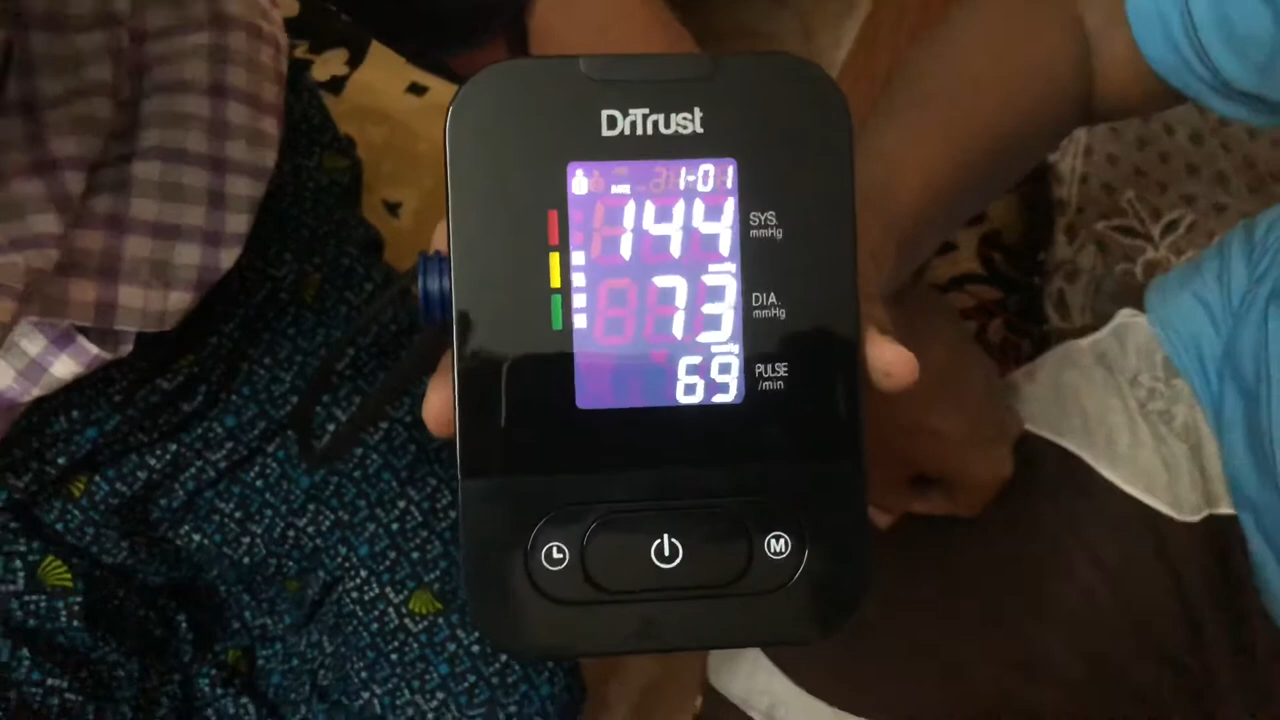 DrTrust
1-01
144
SYS.
mmHg
73
DIA.
mmHg
69
PULSE
/min
M